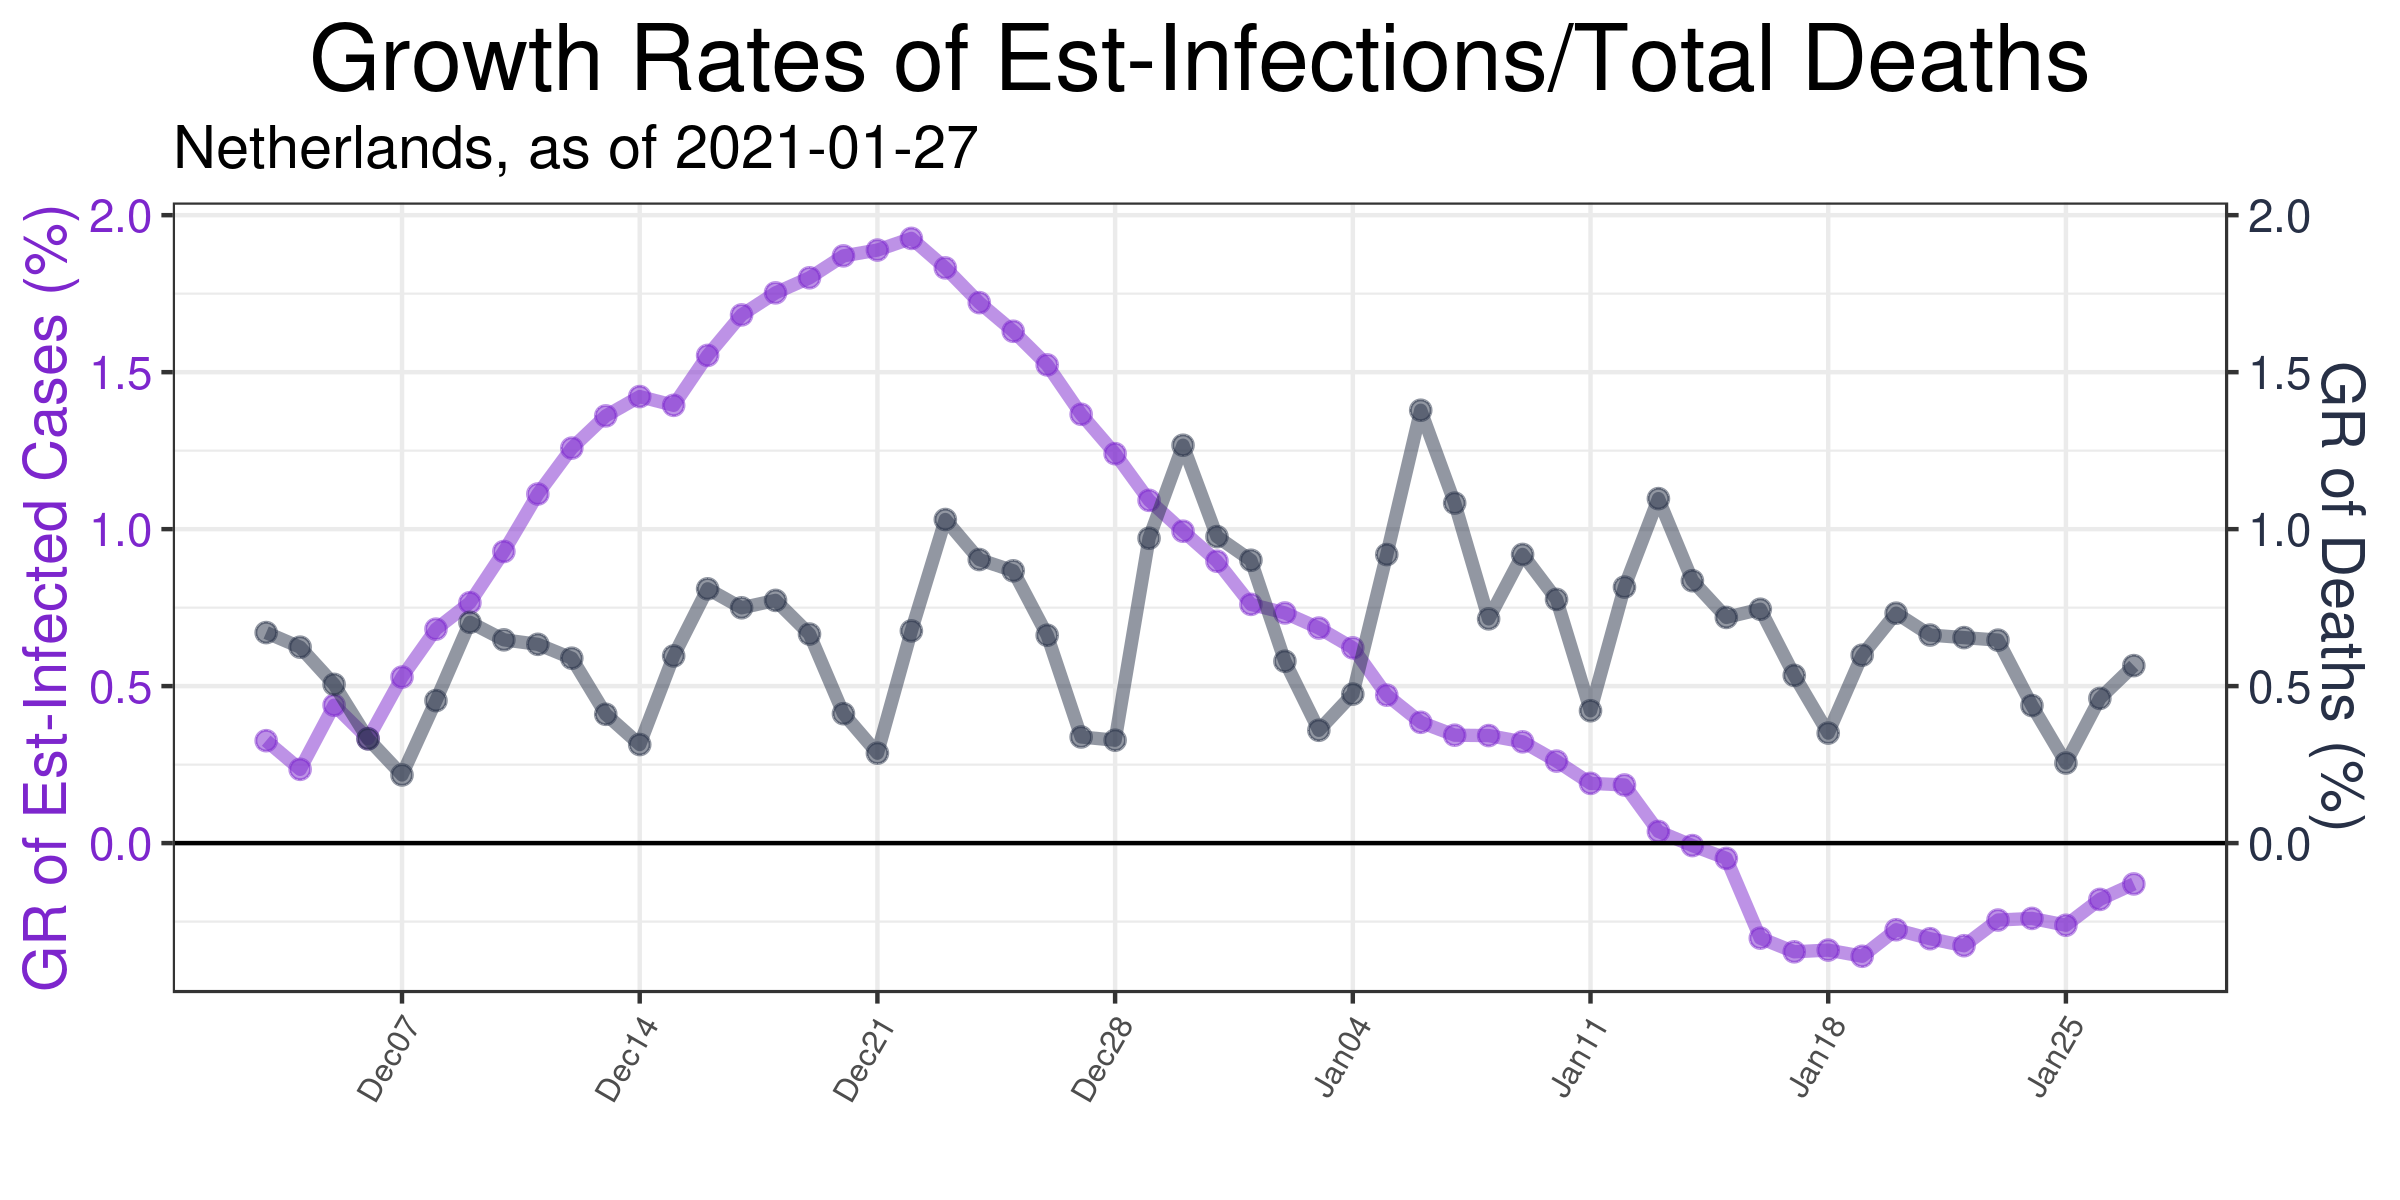 Growth Rates of Est-Infections/Total Deaths
Netherlands, as of 2021-01-27
GR of Est-Infected Cases (%)
2.0
1.5
1.0
0.5
0.0
2.0
1.5
1.0
0.5
0.0
GR of Deaths (%)
Dec07
Dec14
Dec21
Dec28
Jan04
Jan11
Jan18
Jan25